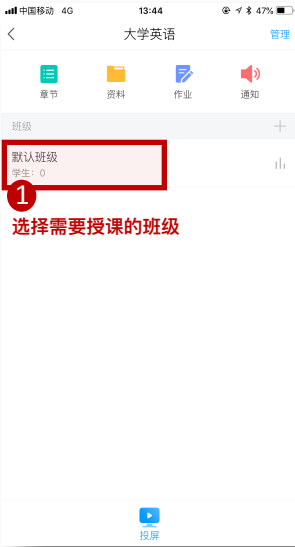 中国移动 4G 13:44 47%
大学英语 管理
章节 资料 作业 通知
班级
默认班级
学生：0
1
选择需要授课的班级
投屏